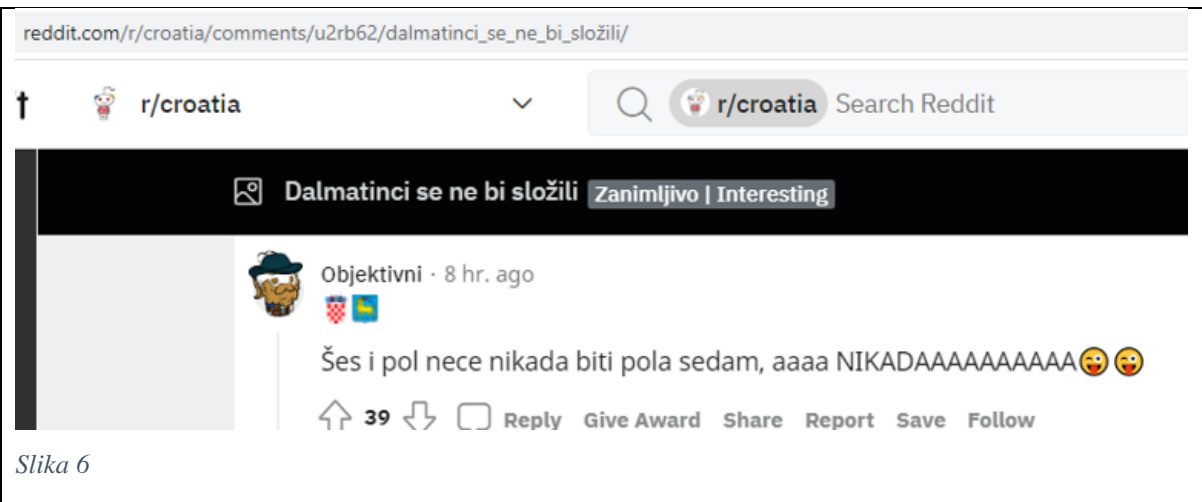 reddit.com/r/croatia/comments/u2rb62/dalmatinci_se_ne_bi_složili/
t r/croatia r/croatia Search Reddit
Dalmatinci se ne bi složili Zanimljivo | Interesting
Objektivni · 8 hr. ago
Šes i pol nece nikada biti pola sedam, aaaa NIKADAAAAAAAAAA😜😜
39 Reply Give Award Share Report Save Follow
Slika 6